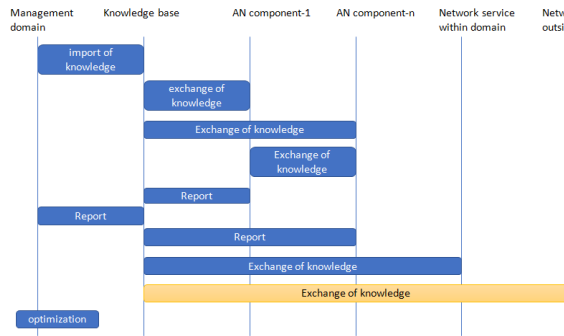 Management
domain
Knowledge base
AN component-1
AN component-n
Network service
within domain
import of
knowledge
exchange of
knowledge
Exchange of knowledge
Exchange of
knowledge
Report
Report
Report
Exchange of knowledge
Exchange of knowledge
optimization